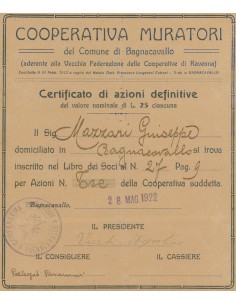 COOPERATIVA MURATORI
del Comune di Bagnacavallo
(aderente alla Vecchia Federazione delle Cooperative di Ravenna)
Certificato di azioni definitive
del valore nominale di L. 25 ciascuna
Il Sig. Mazzari Giuseppe
domiciliato in Bagnacavallo si trova
inscritto nel Libro dei Soci al N. 27 Pag. 9
per Azioni N. Tre della Cooperativa suddetta.
Bagnacavallo, 28 MAG 1922
IL PRESIDENTE
IL CONSIGLIERE IL CASSIERE